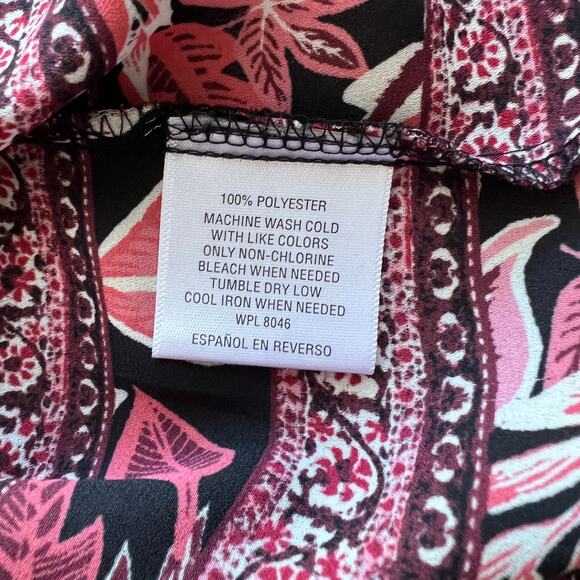 100% POLYESTER
MACHINE WASH COLD
WITH LIKE COLORS
ONLY NON-CHLORINE
BLEACH WHEN NEEDED
TUMBLE DRY LOW
COOL IRON WHEN NEEDED
WPL 8046
ESPAÑOL EN REVERSO